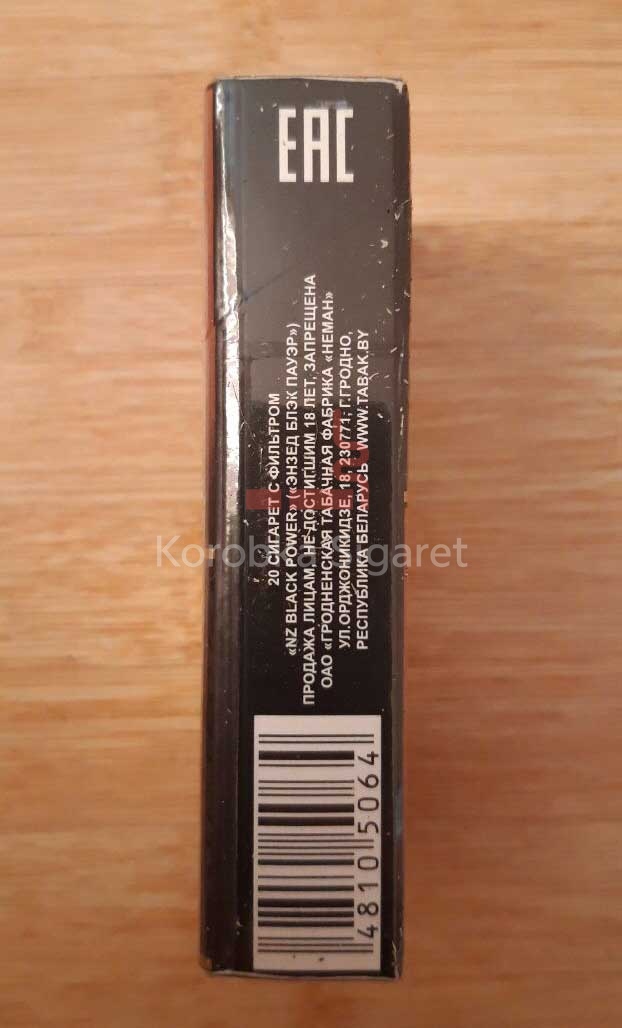 EAC
20 СИГАРЕТ С ФИЛЬТРОМ
«NZ BLACK POWER» («ЭНЗЕД БЛЭК ПАУЭР»)
ПРОДАЖА ЛИЦАМ, НЕ ДОСТИГШИМ 18 ЛЕТ, ЗАПРЕЩЕНА
ОАО «ГРОДНЕНСКАЯ ТАБАЧНАЯ ФАБРИКА «НЕМАН»
УЛ.ОРДЖОНИКИДЗЕ, 18, 230771, Г.ГРОДНО,
РЕСПУБЛИКА БЕЛАРУСЬ WWW.TABAK.BY
4810 5064